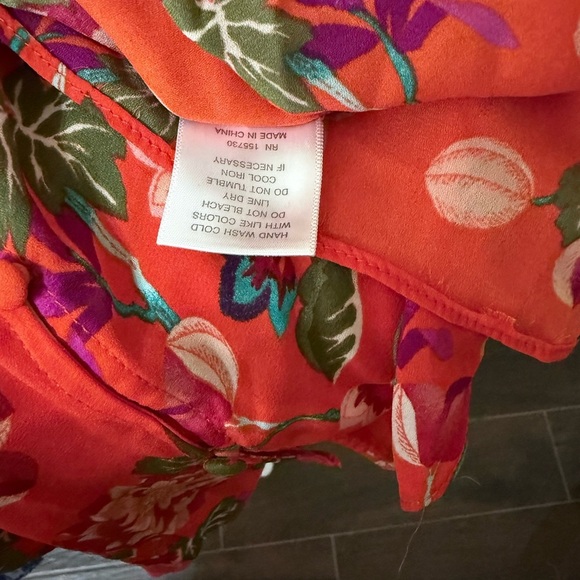 HAND WASH COLD
WITH LIKE COLORS
DO NOT BLEACH
LINE DRY
DO NOT TUMBLE
COOL IRON
IF NECESSARY
RN 155730
MADE IN CHINA